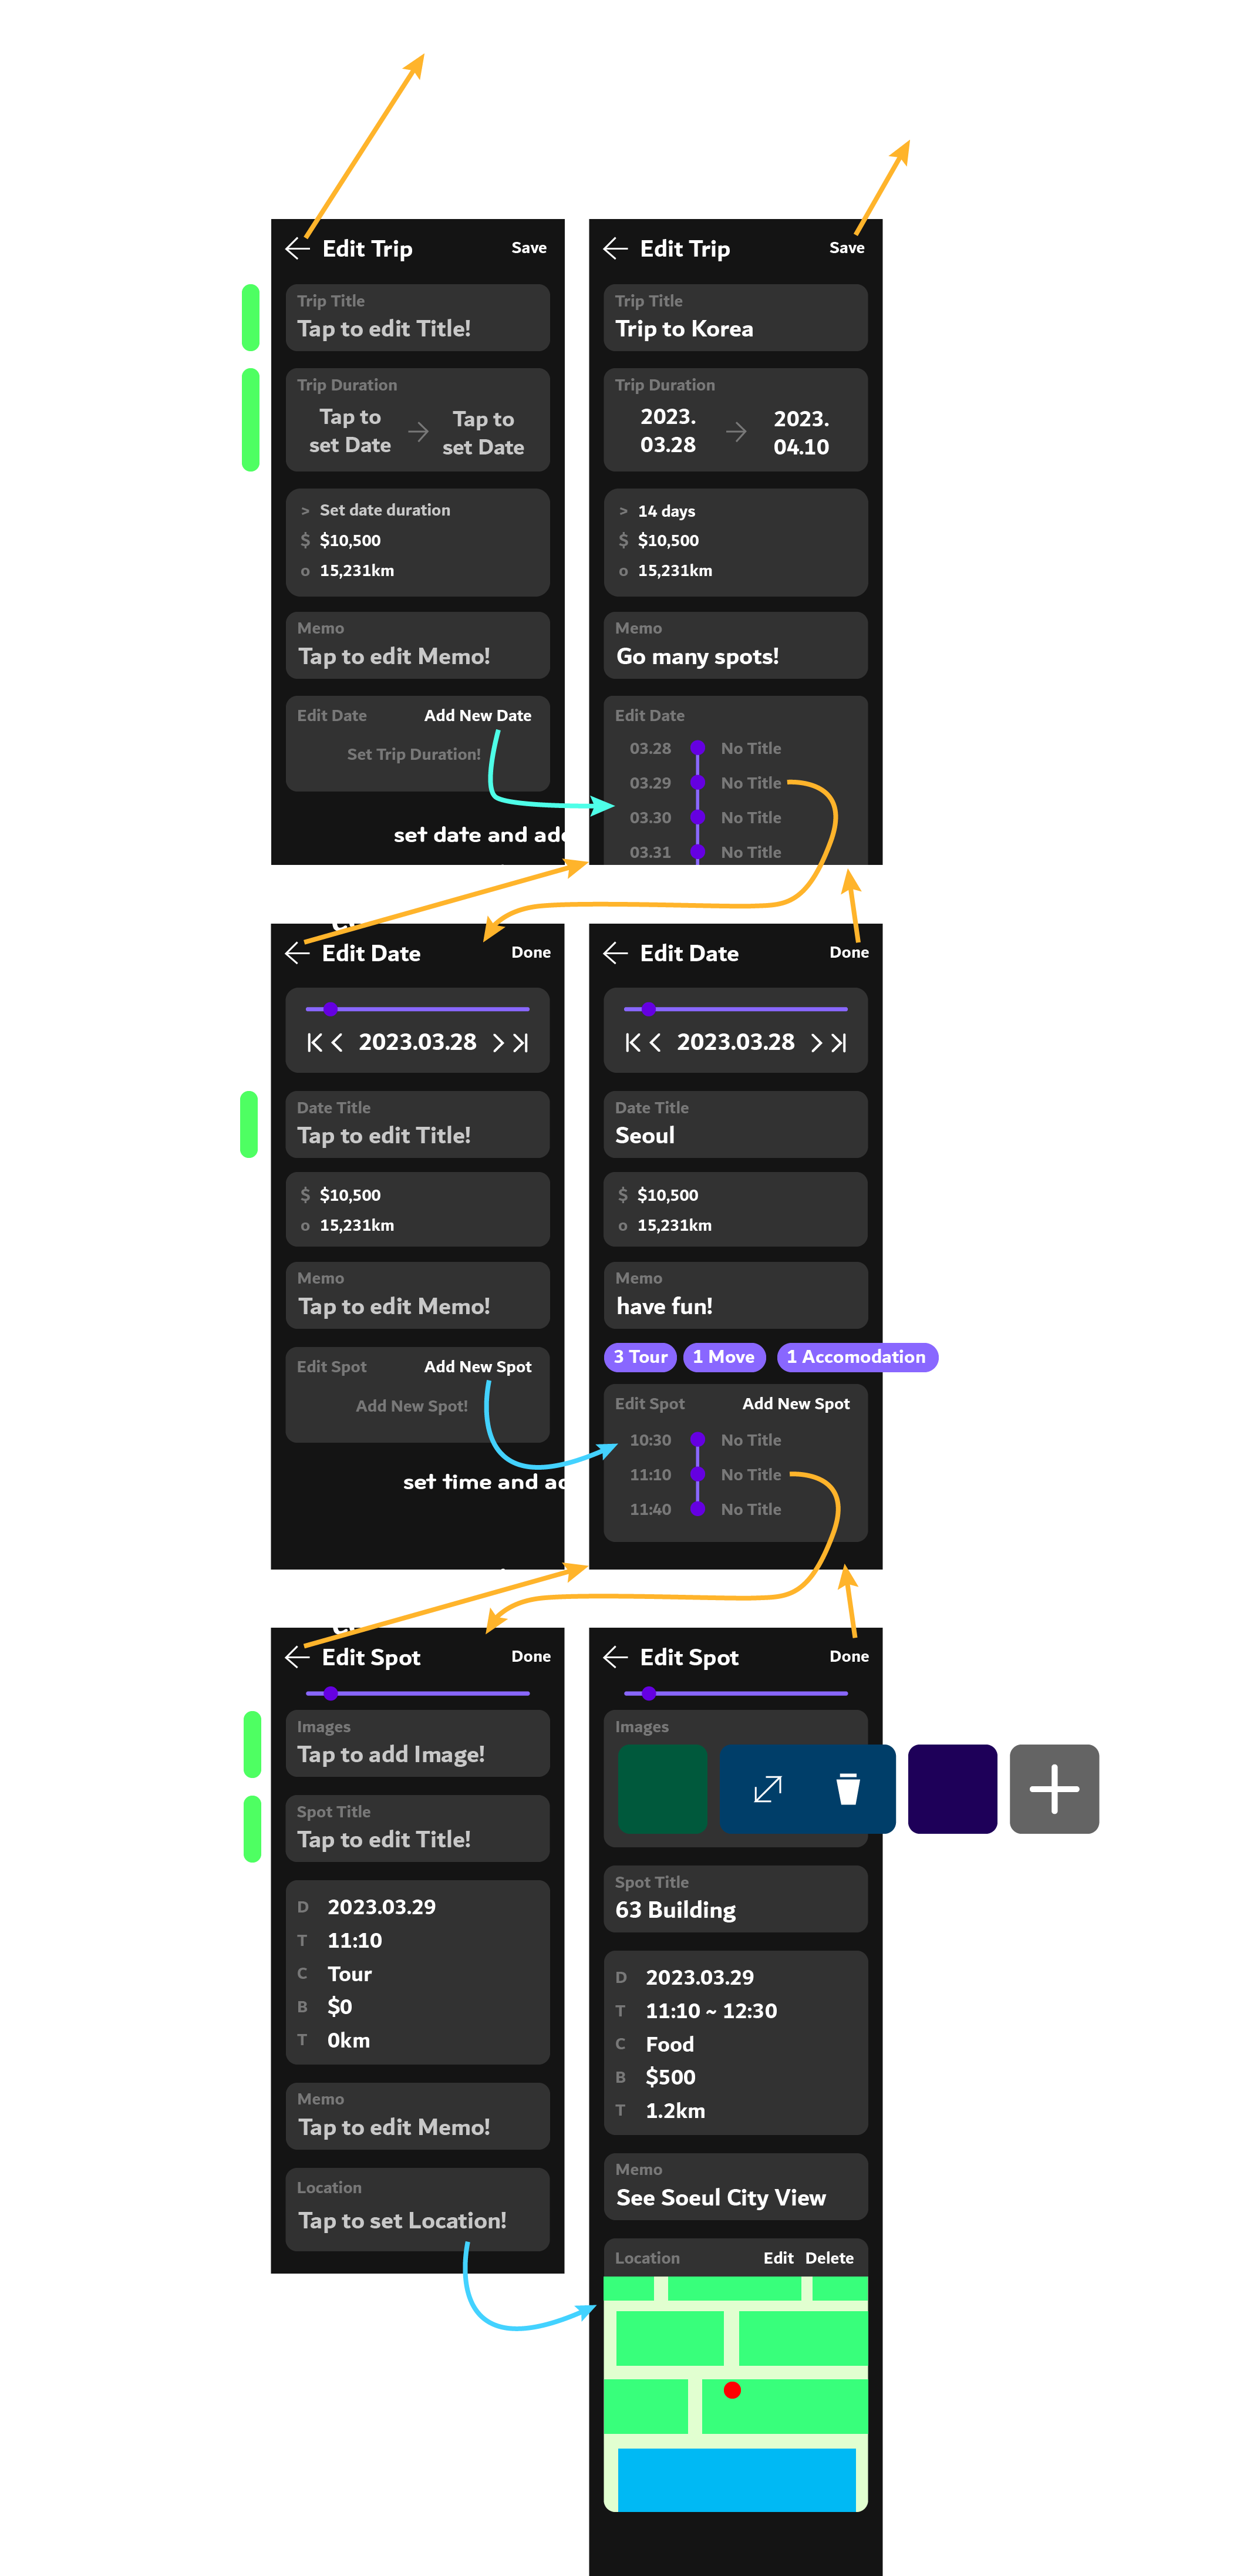 Edit Trip
Save
Trip Title
Tap to edit Title!
Trip Duration
Tap to
set Date
Tap to
set Date
> Set date duration
$ $10,500
o 15,231km
Memo
Tap to edit Memo!
Edit Date
Add New Date
Set Trip Duration!
set date and
Edit Trip
Save
Trip Title
Trip to Korea
Trip Duration
2023.
03.28
2023.
04.10
> 14 days
$ $10,500
o 15,231km
Memo
Go many spots!
Edit Date
03.28 No Title
03.29 No Title
03.30 No Title
03.31 No Title
Edit Date
Done
2023.03.28
Date Title
Tap to edit Title!
$ $10,500
o 15,231km
Memo
Tap to edit Memo!
Edit Spot
Add New Spot
Add New Spot!
set time and
Edit Date
Done
2023.03.28
Date Title
Seoul
$ $10,500
o 15,231km
Memo
have fun!
3 Tour
1 Move
1 Accomodation
Edit Spot
Add New Spot
10:30 No Title
11:10 No Title
11:40 No Title
Edit Spot
Done
Images
Tap to add Image!
Spot Title
Tap to edit Title!
D 2023.03.29
T 11:10
C Tour
B $0
T 0km
Memo
Tap to edit Memo!
Location
Tap to set Location!
Edit Spot
Done
Images
Spot Title
63 Building
D 2023.03.29
T 11:10 ~ 12:30
C Food
B $500
T 1.2km
Memo
See Soeul City View
Location
Edit
Delete